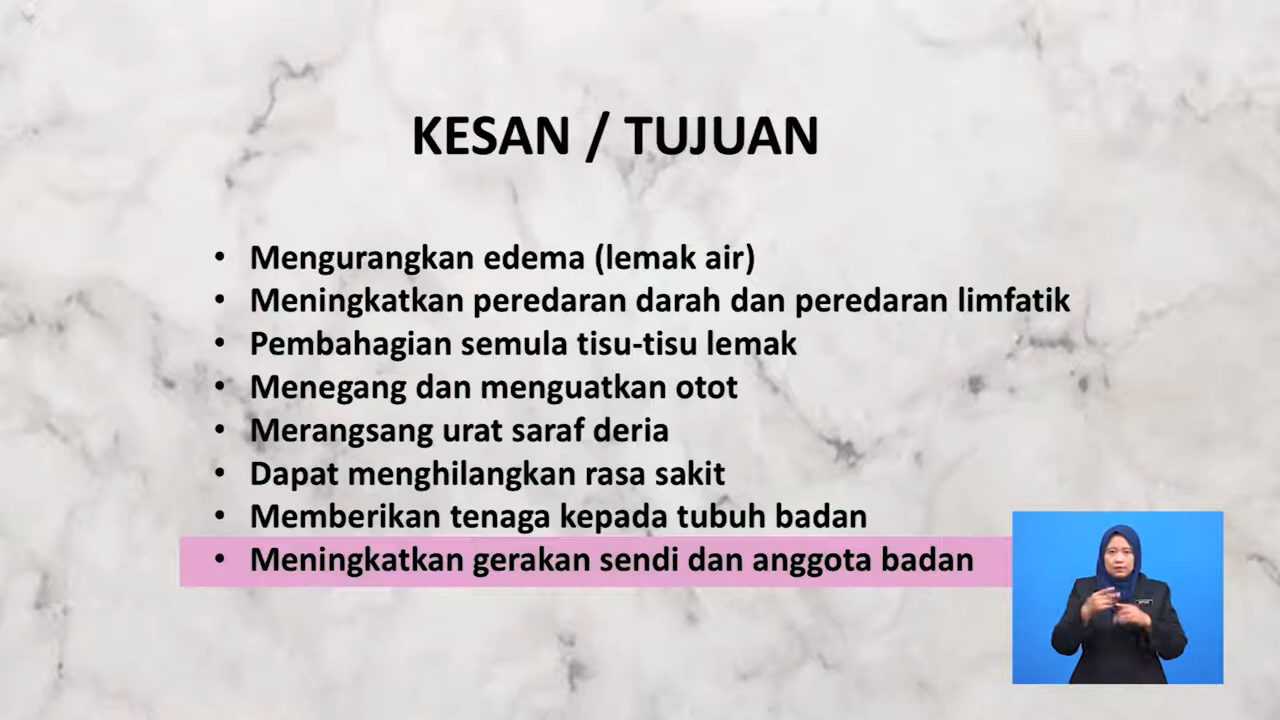 KESAN / TUJUAN
• Mengurangkan edema (lemak air)
• Meningkatkan peredaran darah dan peredaran limfatik
• Pembahagian semula tisu-tisu lemak
• Menegang dan menguatkan otot
• Merangsang urat saraf deria
• Dapat menghilangkan rasa sakit
• Memberikan tenaga kepada tubuh badan
• Meningkatkan gerakan sendi dan anggota badan